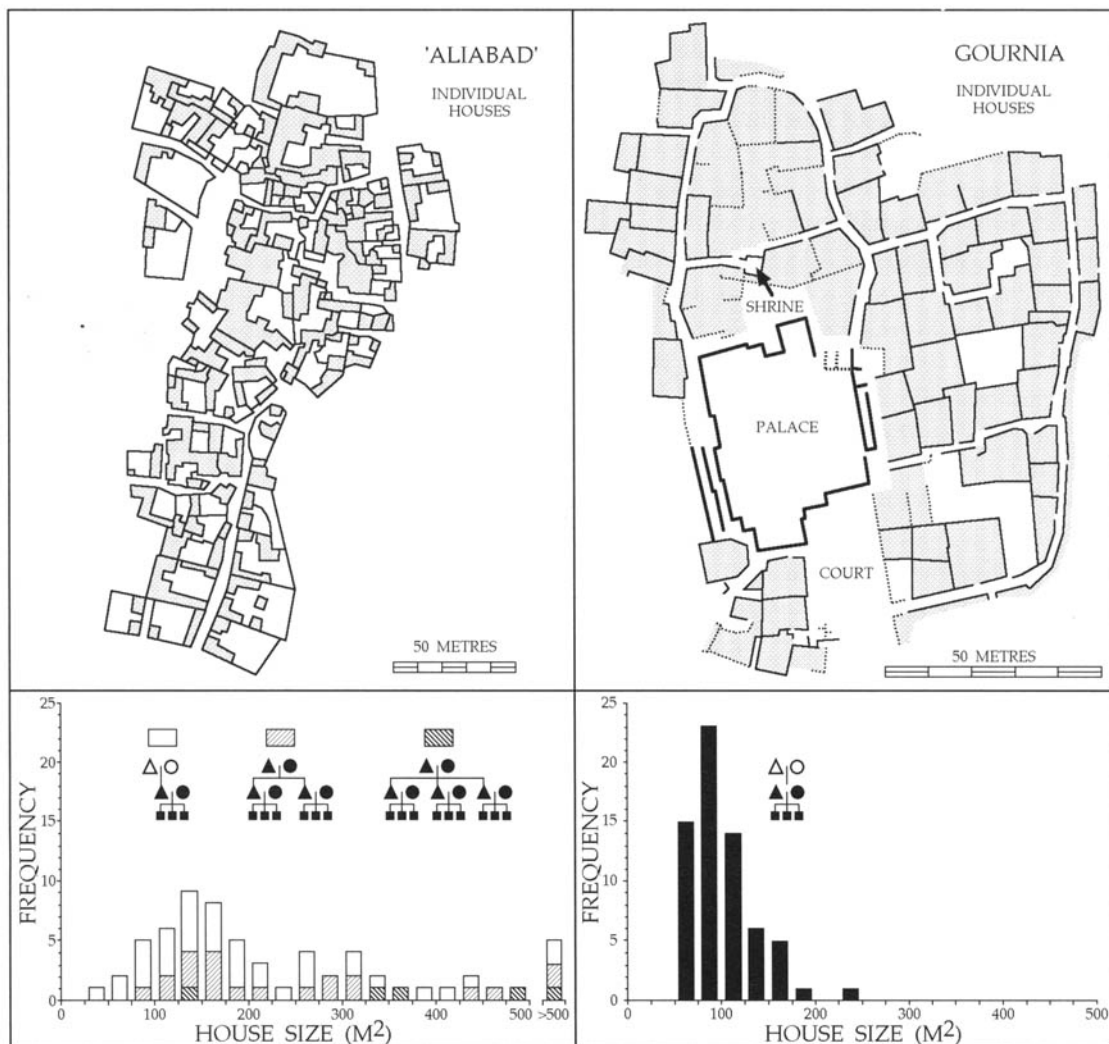 'ALIABAD'
INDIVIDUAL
HOUSES
50 METRES
GOURNIA
INDIVIDUAL
HOUSES
SHRINE
PALACE
COURT
50 METRES
25
20
15
10
5
0
FREQUENCY
0 100 200 300 400 500 >500
HOUSE SIZE (M2)
25
20
15
10
5
0
FREQUENCY
0 100 200 300 400 500
HOUSE SIZE (M2)